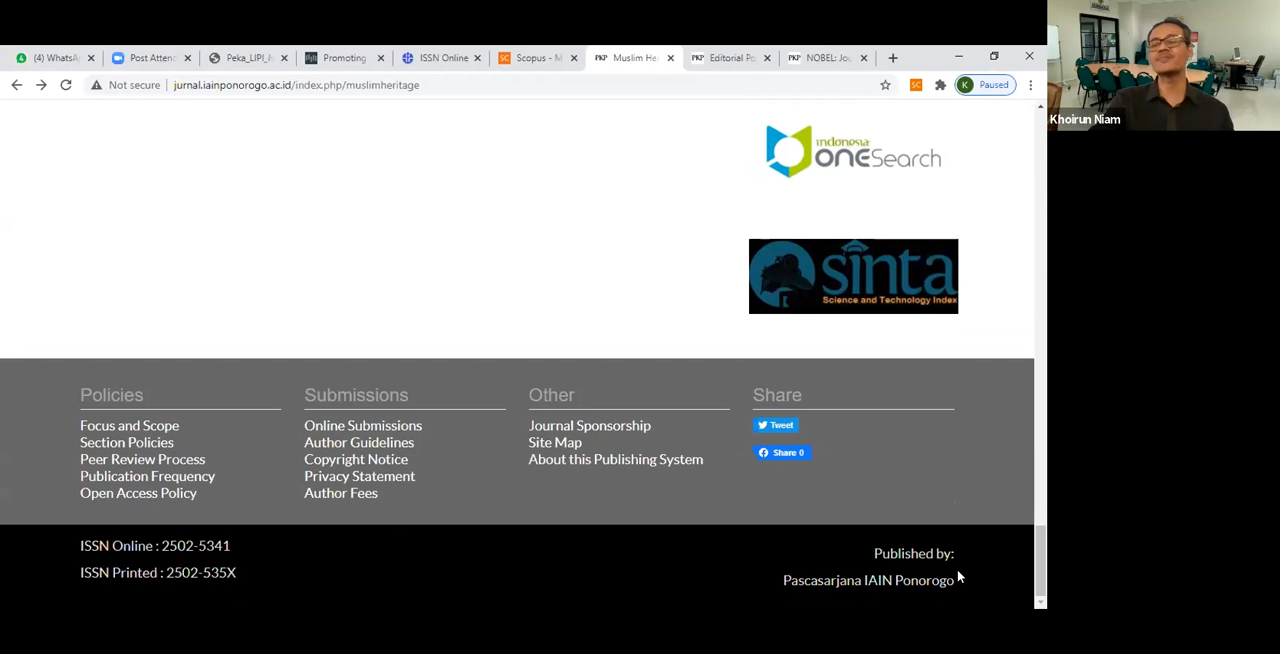 (4) WhatsA
Post Attend
Peka_LIPI_
Promoting
ISSN Online
Scopus - M
PKP Muslim He
PKP Editorial Po
PKP NOBEL: Jou
Not secure
jurnal.iainponorogo.ac.id/index.php/muslimheritage
SC
K Paused
Khoirun Niam
indonesia
oneSearch
sinta
Science and Technology Index
Policies
Focus and Scope
Section Policies
Peer Review Process
Publication Frequency
Open Access Policy
Submissions
Online Submissions
Author Guidelines
Copyright Notice
Privacy Statement
Author Fees
Other
Journal Sponsorship
Site Map
About this Publishing System
Share
Tweet
Share 0
ISSN Online : 2502-5341
ISSN Printed : 2502-535X
Published by:
Pascasarjana IAIN Ponorogo